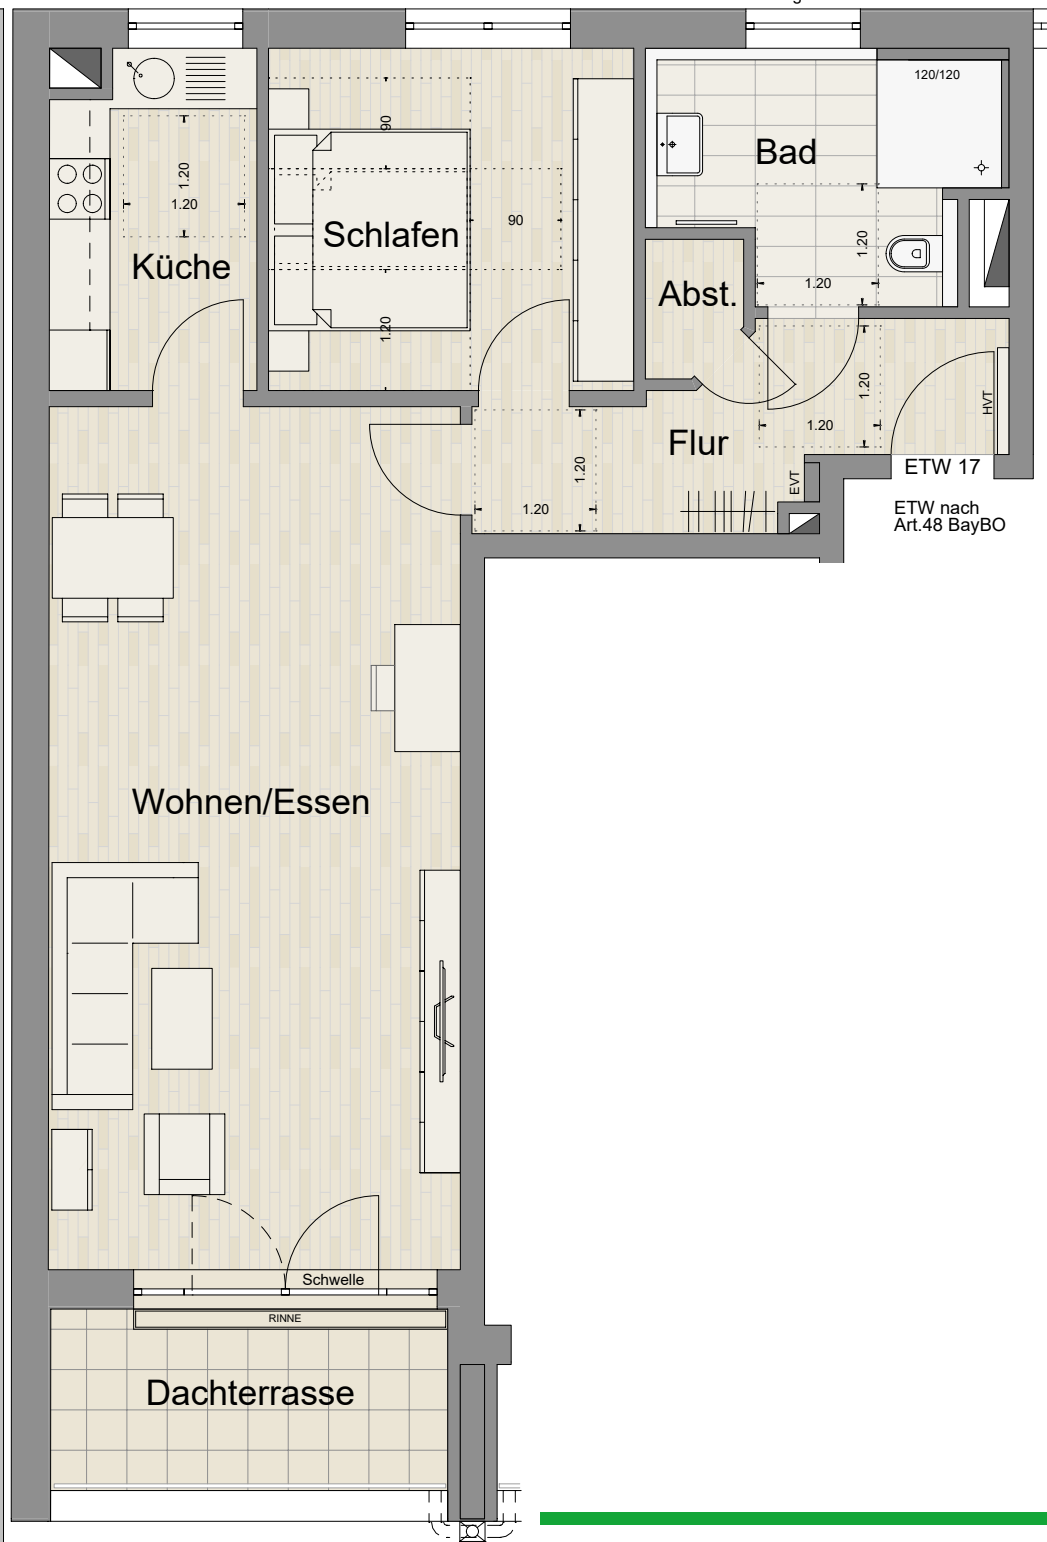 120/120
Bad
90
1.20
1.20
Schlafen
90
1.20
1.20
Küche
Abst.
1.20
1.20
1.20
Flur
HVT
ETW 17
EVT
1.20
1.20
ETW nach
Art.48 BayBO
Wohnen/Essen
Schwelle
RINNE
Dachterrasse